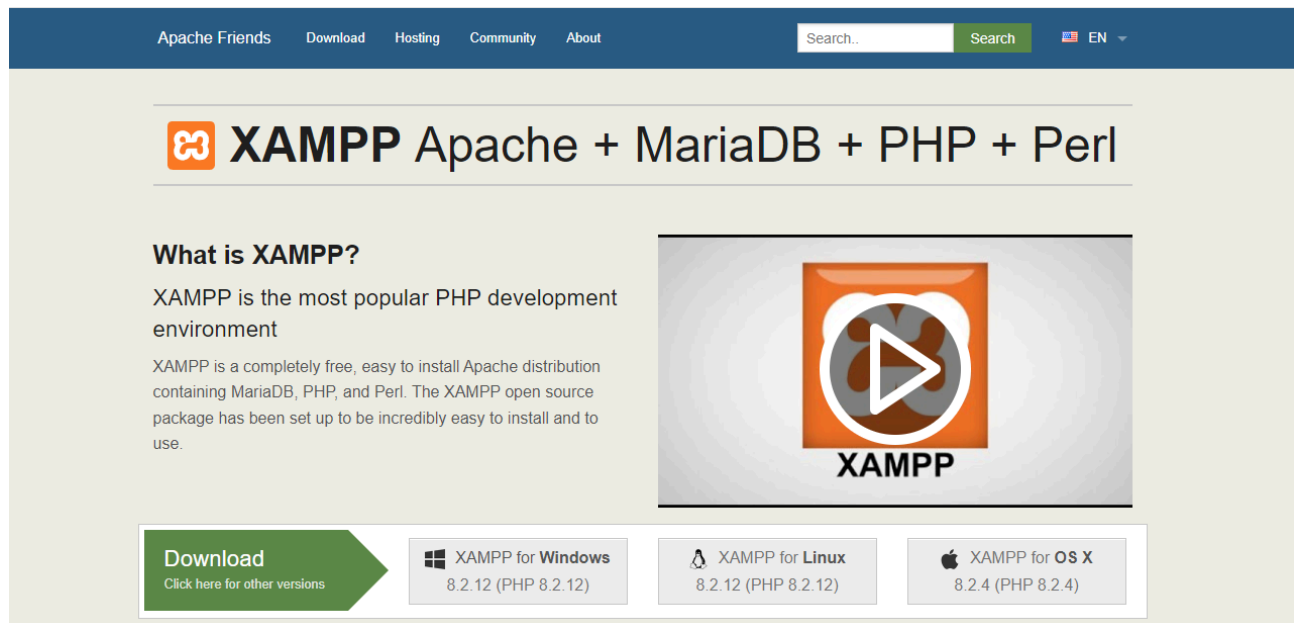 Apache Friends Download Hosting Community About Search.. Search EN
XAMPP Apache + MariaDB + PHP + Perl
What is XAMPP?
XAMPP is the most popular PHP development
environment
XAMPP is a completely free, easy to install Apache distribution
containing MariaDB, PHP, and Perl. The XAMPP open source
package has been set up to be incredibly easy to install and to
use.
XAMPP
Download
Click here for other versions
XAMPP for Windows
8.2.12 (PHP 8.2.12)
XAMPP for Linux
8.2.12 (PHP 8.2.12)
XAMPP for OS X
8.2.4 (PHP 8.2.4)